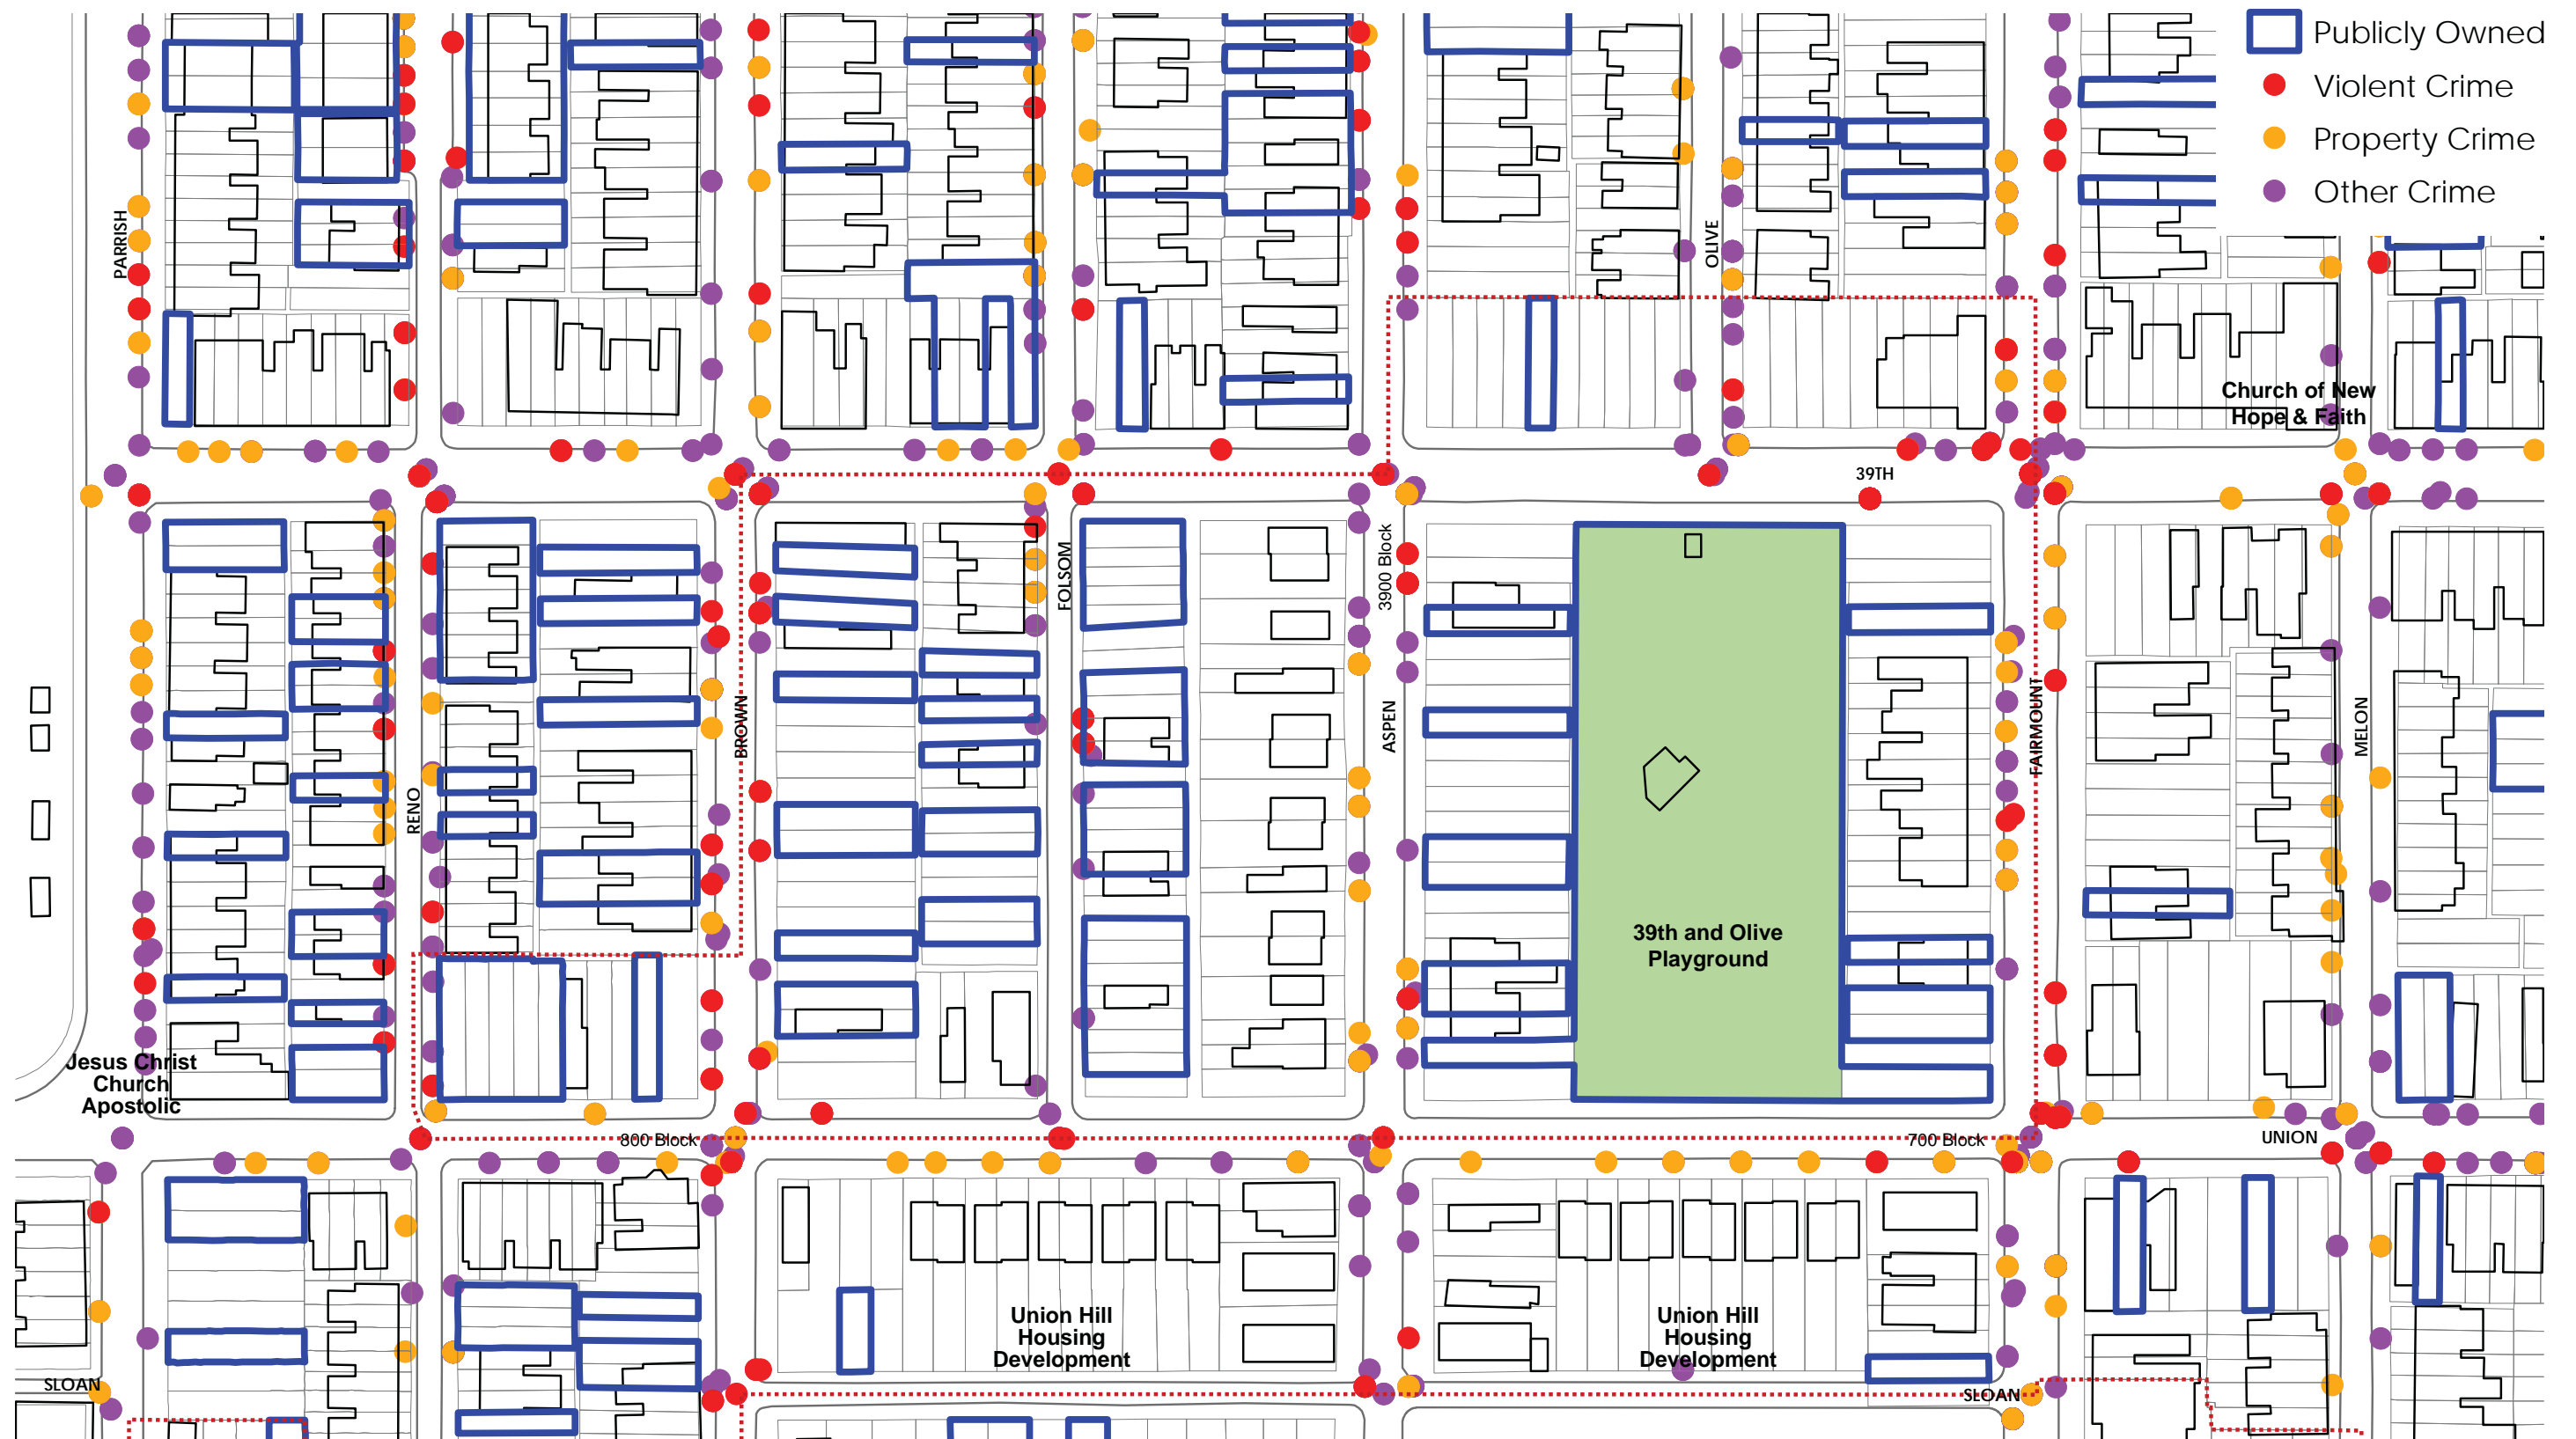 Publicly Owned
Violent Crime
Property Crime
Other Crime
PARRISH
OLIVE
Church of New
Hope & Faith
39TH
FOLSOM
3900 Block
BROWN
ASPEN
FAIRMOUNT
MELON
RENO
39th and Olive
Playground
Jesus Christ
Church
Apostolic
800 Block
700 Block
UNION
Union Hill
Housing
Development
Union Hill
Housing
Development
SLOAN
SLOAN